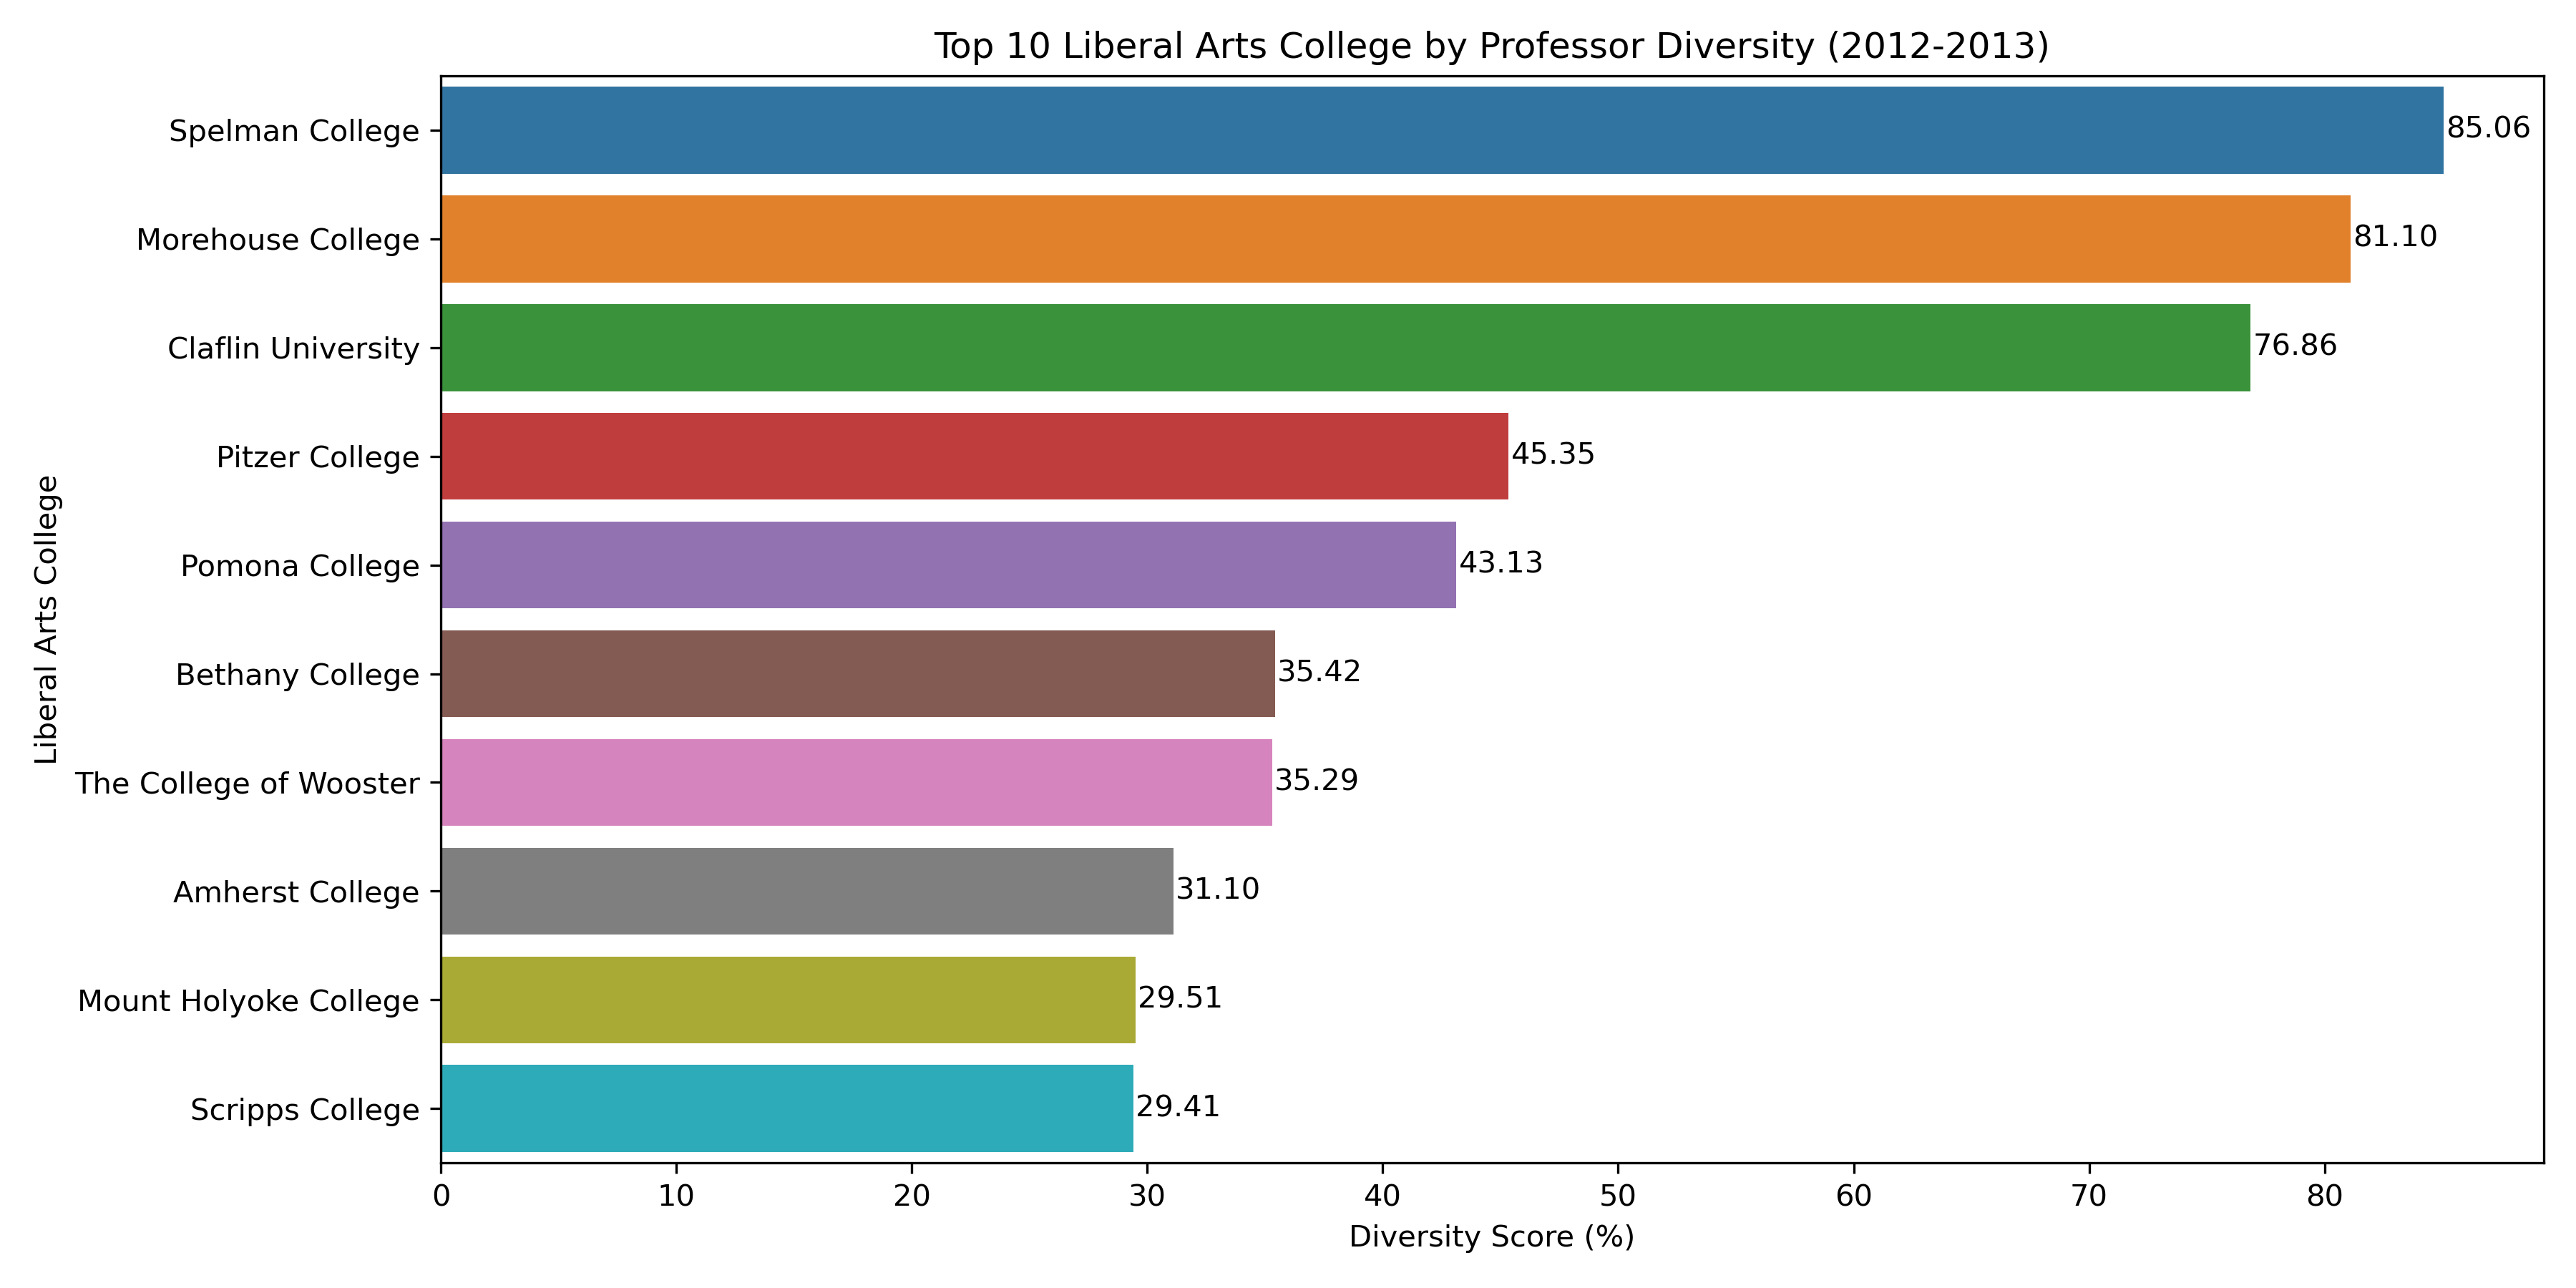 Top 10 Liberal Arts College by Professor Diversity (2012-2013)
Liberal Arts College
Spelman College
85.06
Morehouse College
81.10
Claflin University
76.86
Pitzer College
45.35
Pomona College
43.13
Bethany College
35.42
The College of Wooster
35.29
Amherst College
31.10
Mount Holyoke College
29.51
Scripps College
29.41
0 10 20 30 40 50 60 70 80
Diversity Score (%)